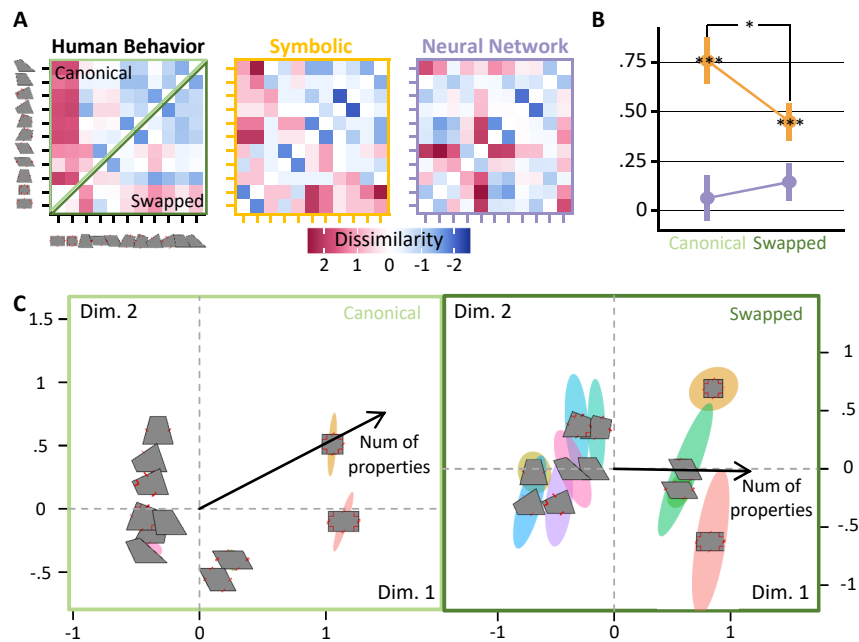 A
B
Human Behavior
Symbolic
Neural Network
Canonical
Swapped
Dissimilarity
2 1 0 -1 -2
*
.75
***
.50
***
.25
0
Canonical Swapped
C
Dim. 2
Canonical
1.5
1
.5
0
-.5
Num of
properties
Dim. 1
-1 0 1
Dim. 2
Swapped
1
.5
0
-.5
-1
Num of
properties
Dim. 1
-1 0 1